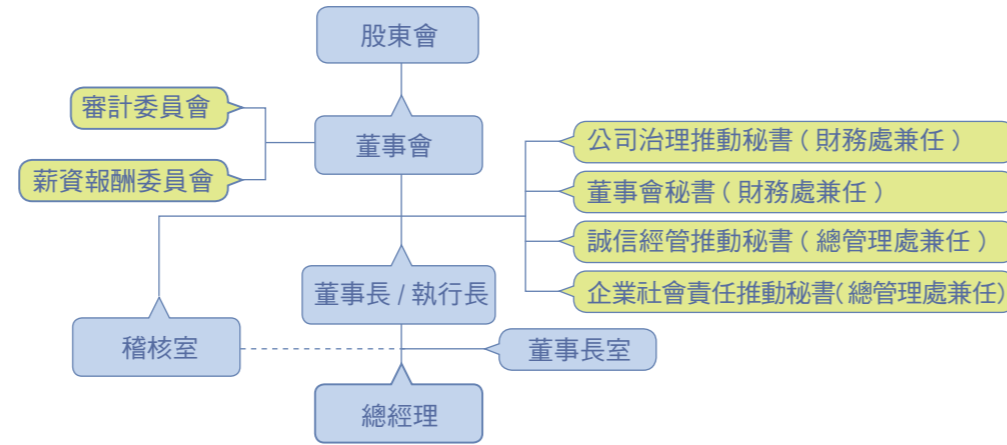 股東會
審計委員會
董事會
薪資報酬委員會
公司治理推動秘書 ( 財務處兼任 )
董事會秘書 ( 財務處兼任 )
誠信經管推動秘書 ( 總管理處兼任 )
企業社會責任推動秘書( 總管理處兼任)
董事長 / 執行長
稽核室
董事長室
總經理